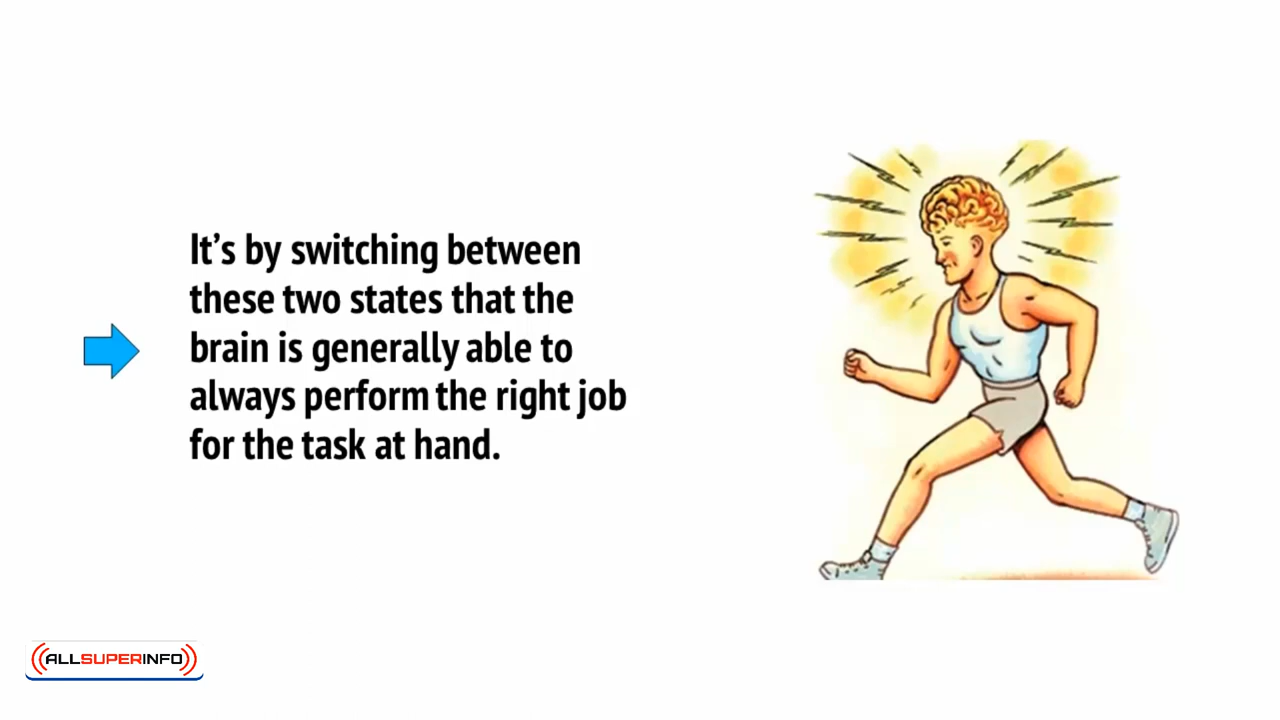 It’s by switching between
these two states that the
brain is generally able to
always perform the right job
for the task at hand.
ALLSUPERINFO